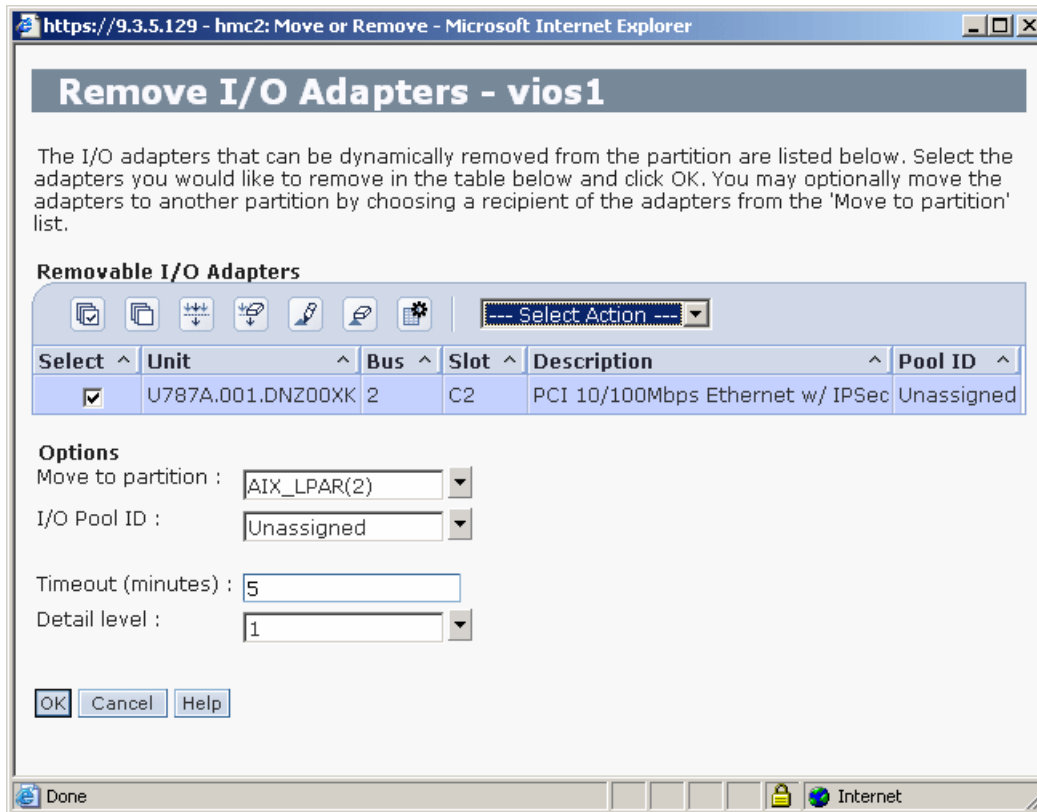 https://9.3.5.129 - hmc2: Move or Remove - Microsoft Internet Explorer
Remove I/O Adapters - vios1
The I/O adapters that can be dynamically removed from the partition are listed below. Select the
adapters you would like to remove in the table below and click OK. You may optionally move the
adapters to another partition by choosing a recipient of the adapters from the 'Move to partition'
list.
Removable I/O Adapters
--- Select Action ---
Select ^ Unit ^ Bus ^ Slot ^ Description ^ Pool ID ^
U787A.001.DNZ00XK 2 C2 PCI 10/100Mbps Ethernet w/ IPSec Unassigned
Options
Move to partition : AIX_LPAR(2)
I/O Pool ID : Unassigned
Timeout (minutes) : 5
Detail level : 1
OK Cancel Help
Done Internet